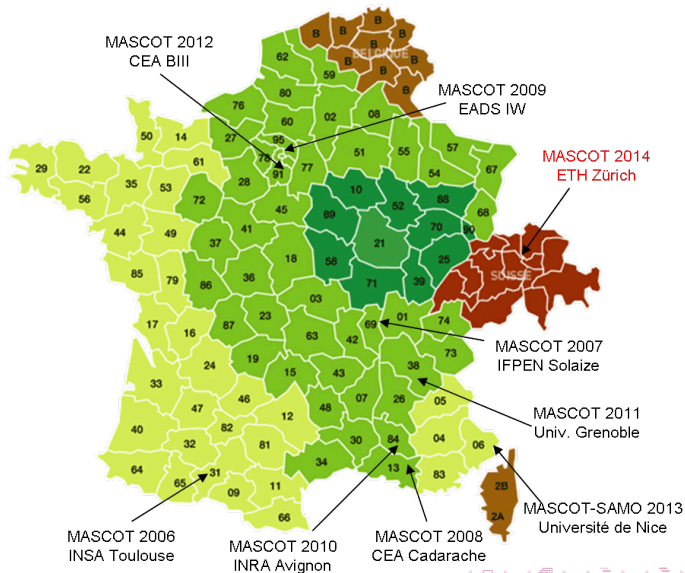 MASCOT 2012
CEA BIII
MASCOT 2009
EADS IW
MASCOT 2014
ETH Zürich
MASCOT 2007
IFPEN Solaize
MASCOT 2011
Univ. Grenoble
MASCOT-SAMO 2013
Université de Nice
MASCOT 2008
CEA Cadarache
MASCOT 2010
INRA Avignon
MASCOT 2006
INSA Toulouse
BELGIQUE
B B B B B B B B B B
SUISSE
62 59
80
76 60 02 08
50 14 27 95
61 78 91 77 51 55 57
54 67
29 22 35 53 28
56 72 10 52 88 68
45 89 70 90
44 49 41 21
37 18 58 25
85 79 36 71 39
86 03
17 16 87 23 01 74
69
24 63 42
33 19 38 73
15 43
46 05
47 48 07 26
40 82 12
32 81 30 84 04 06
64 31 34 13
65 09 11 83
66
2B
2A